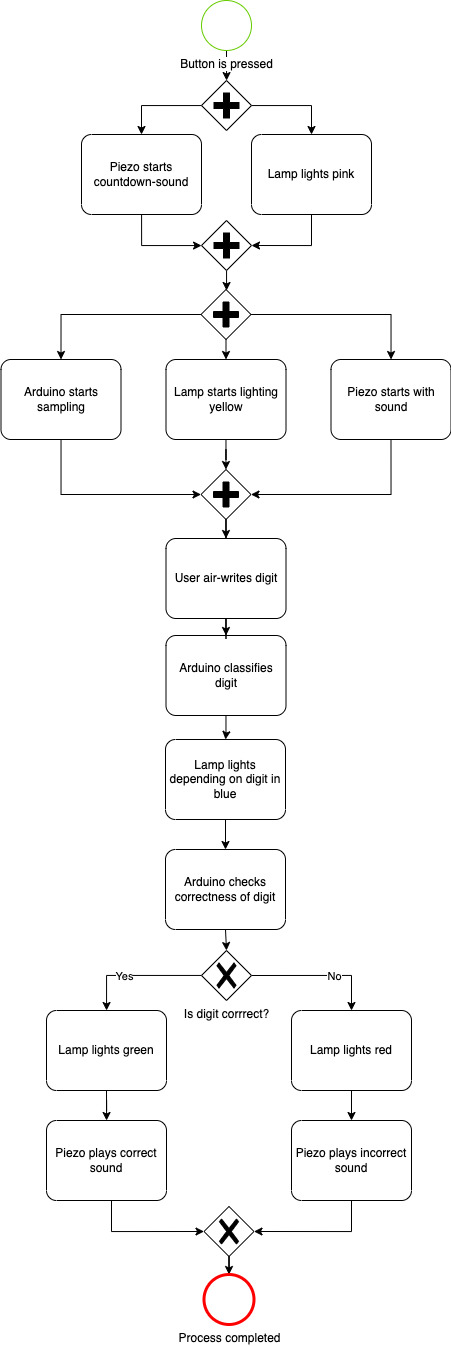 Button is pressed
Piezo starts
countdown-sound
Lamp lights pink
Arduino starts
sampling
Lamp starts lighting
yellow
Piezo starts with
sound
User air-writes digit
Arduino classifies
digit
Lamp lights
depending on digit in
blue
Arduino checks
correctness of digit
Yes
No
Is digit corrrect?
Lamp lights green
Lamp lights red
Piezo plays correct
sound
Piezo plays incorrect
sound
Process completed